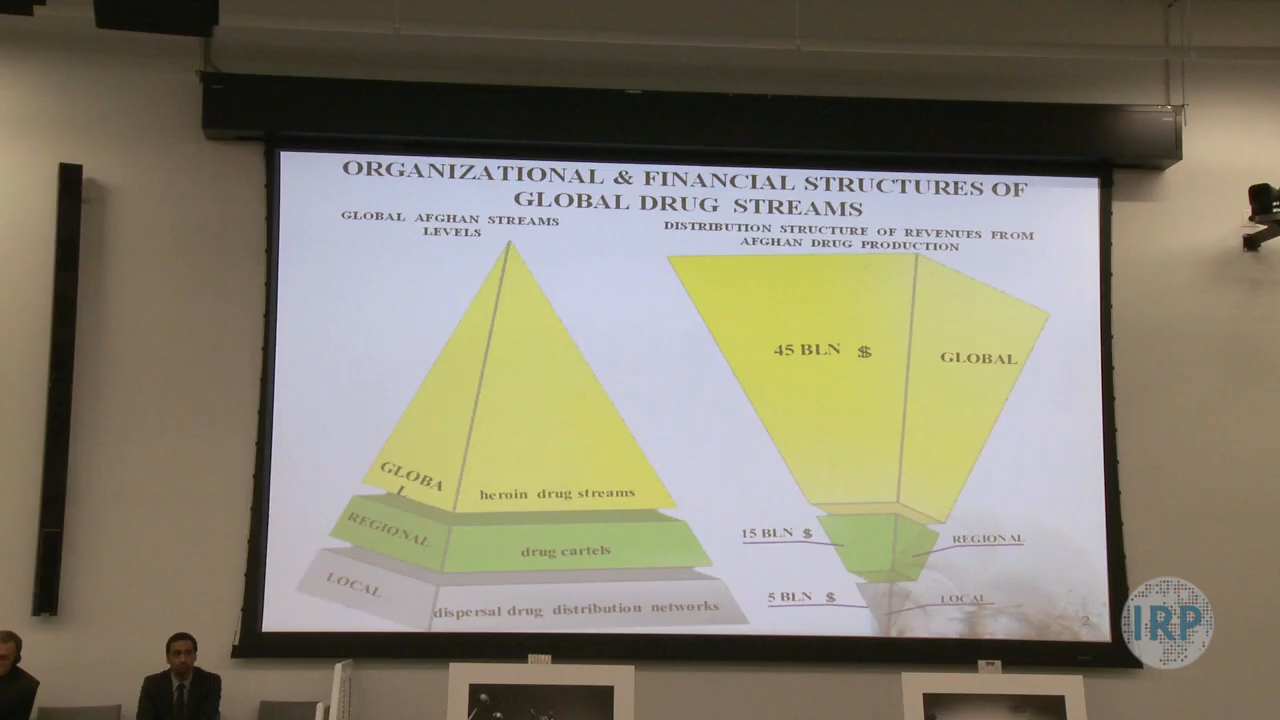 ORGANIZATIONAL & FINANCIAL STRUCTURES OF
GLOBAL DRUG STREAMS
GLOBAL AFGHAN STREAMS
LEVELS
DISTRIBUTION STRUCTURE OF REVENUES FROM
AFGHAN DRUG PRODUCTION
45 BLN $
GLOBAL
GLOBA
L
heroin drug streams
REGIONAL
drug cartels
15 BLN $
REGIONAL
LOCAL
dispersal drug distribution networks
5 BLN $
LOCAL
2
IRP